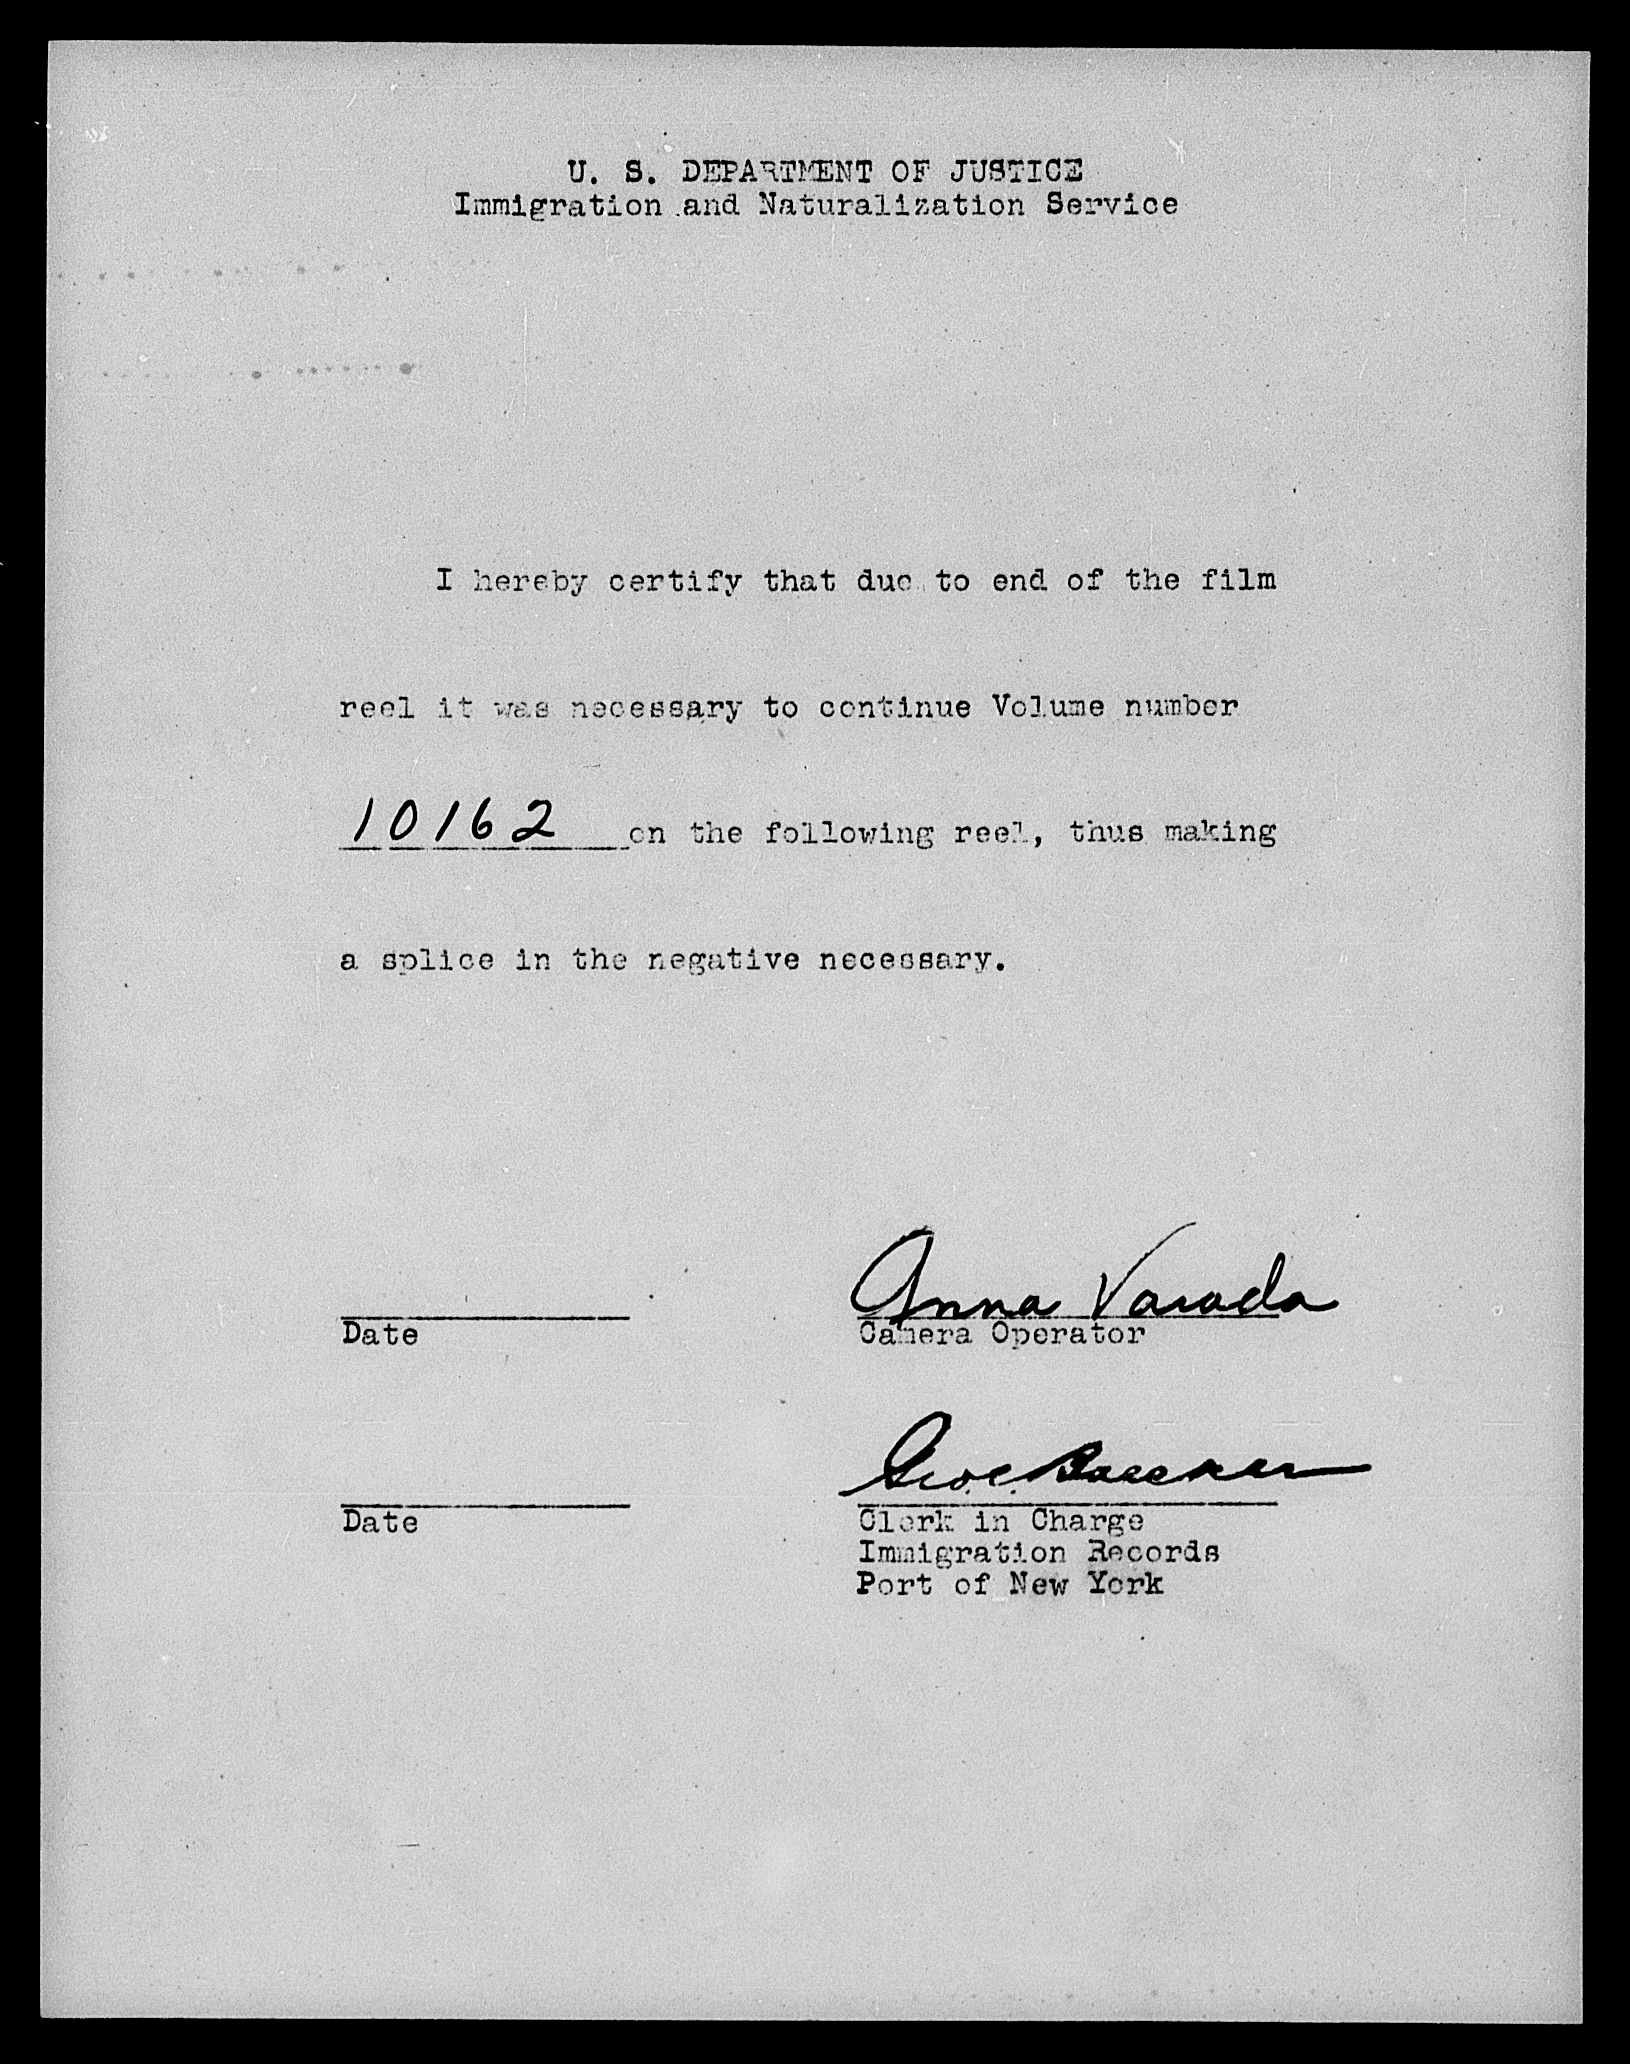 U. S. DEPARTMENT OF JUSTICE
Immigration and Naturalization Service
I hereby certify that due to end of the film
reel it was necessary to continue Volume number
10162 on the following reel, thus making
a splice in the negative necessary.
Anna Varada
Date Camera Operator
Geo. C.
Date Clerk in Charge
Immigration Records
Port of New York